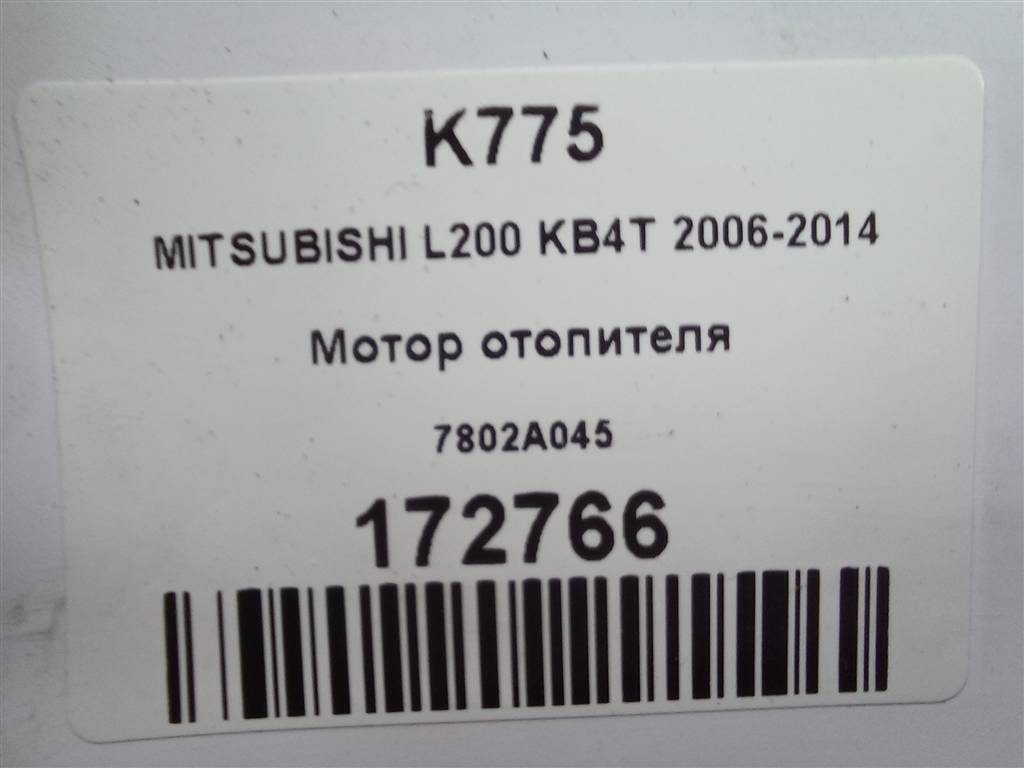 K775
MITSUBISHI L200 KB4T 2006-2014
Мотор отопителя
7802A045
172766